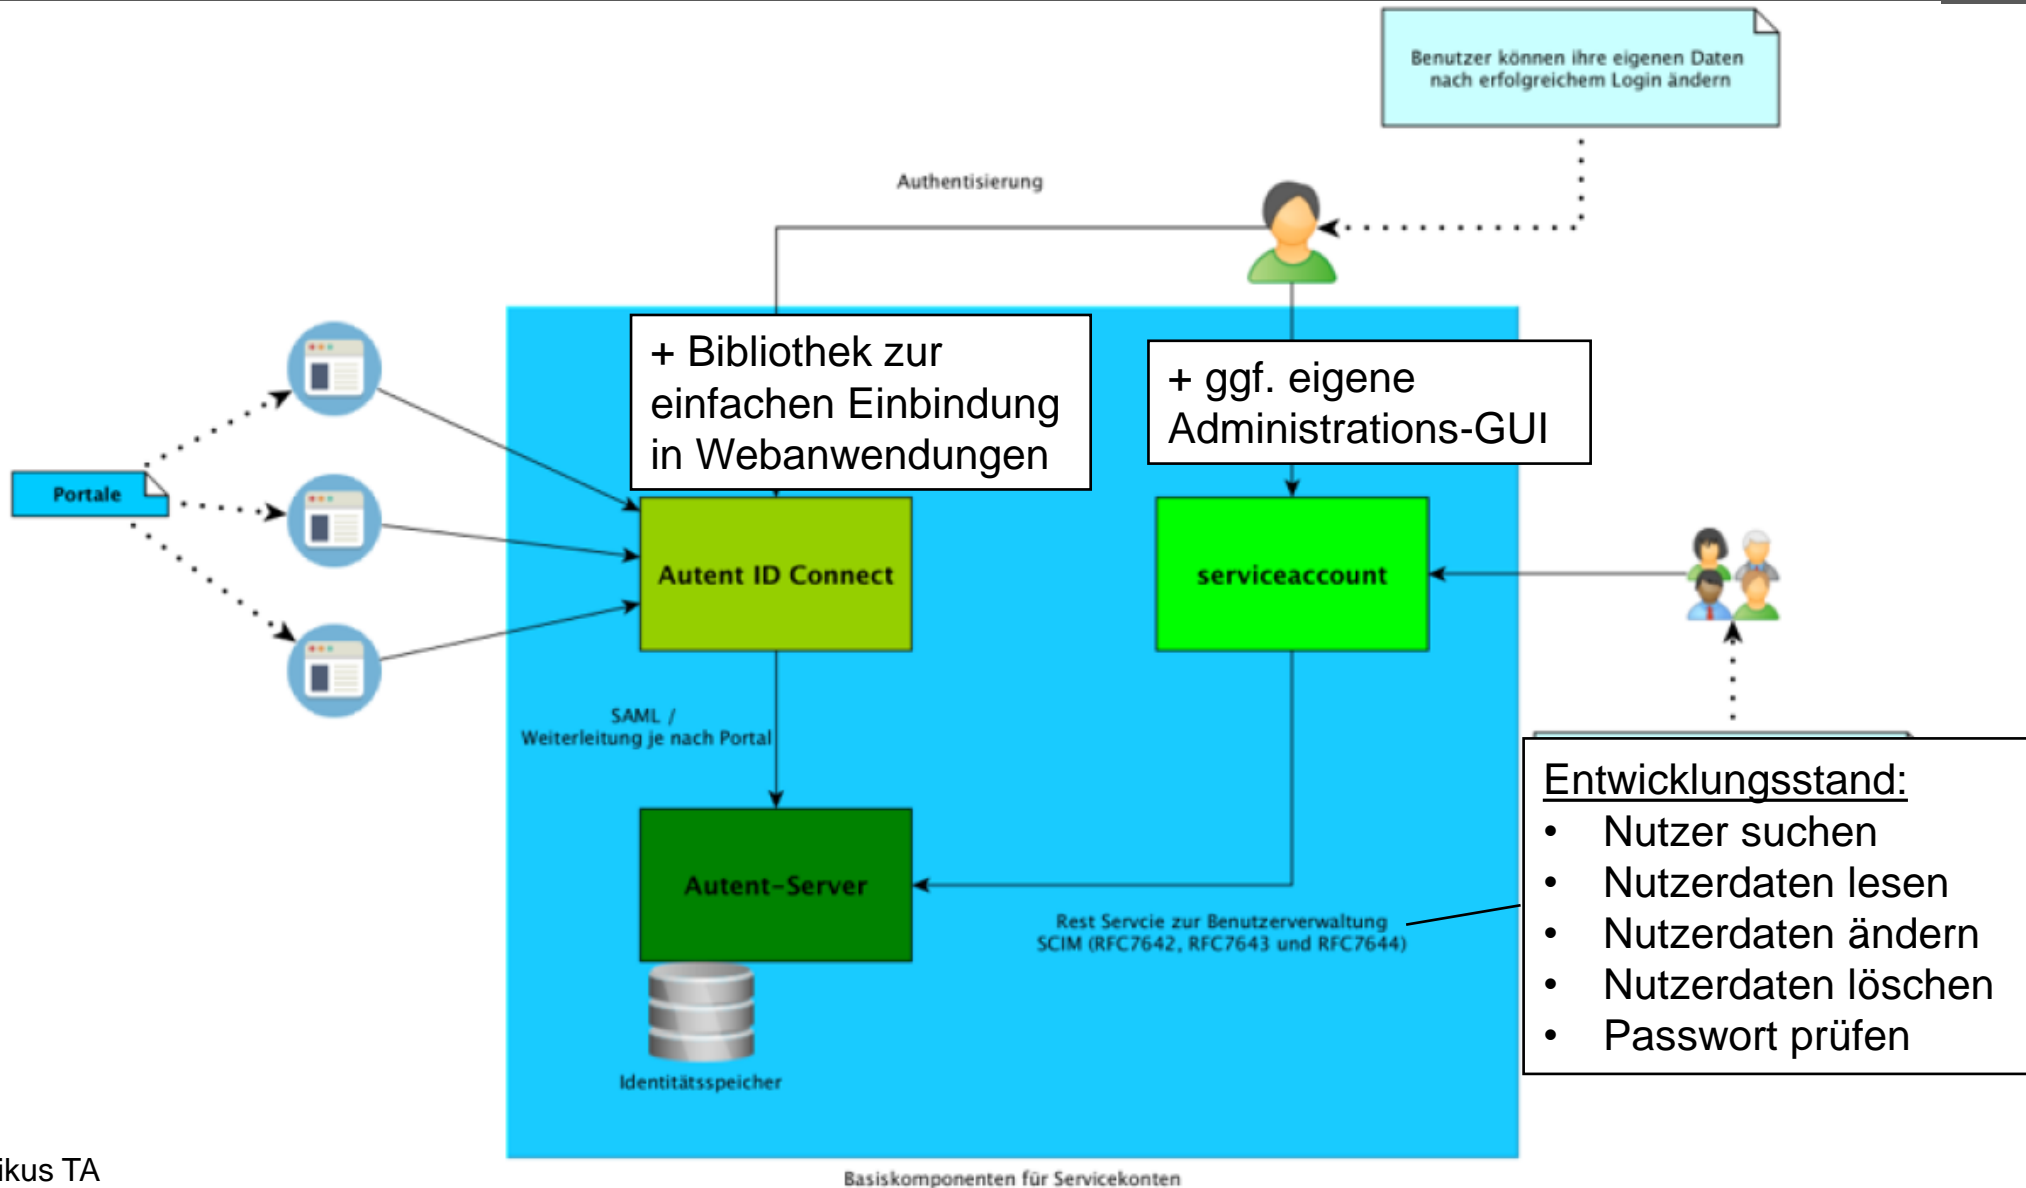 Benutzer können ihre eigenen Daten
nach erfolgreichem Login ändern
Authentisierung
+ Bibliothek zur
einfachen Einbindung
in Webanwendungen
+ ggf. eigene
Administrations-GUI
Portale
Autent ID Connect
serviceaccount
SAML /
Weiterleitung je nach Portal
Entwicklungsstand:
• Nutzer suchen
• Nutzerdaten lesen
• Nutzerdaten ändern
• Nutzerdaten löschen
• Passwort prüfen
Autent-Server
Rest Servcie zur Benutzerverwaltung
SCIM (RFC7642, RFC7643 und RFC7644)
Identitätsspeicher
ikus TA
Basiskomponenten für Servicekonten